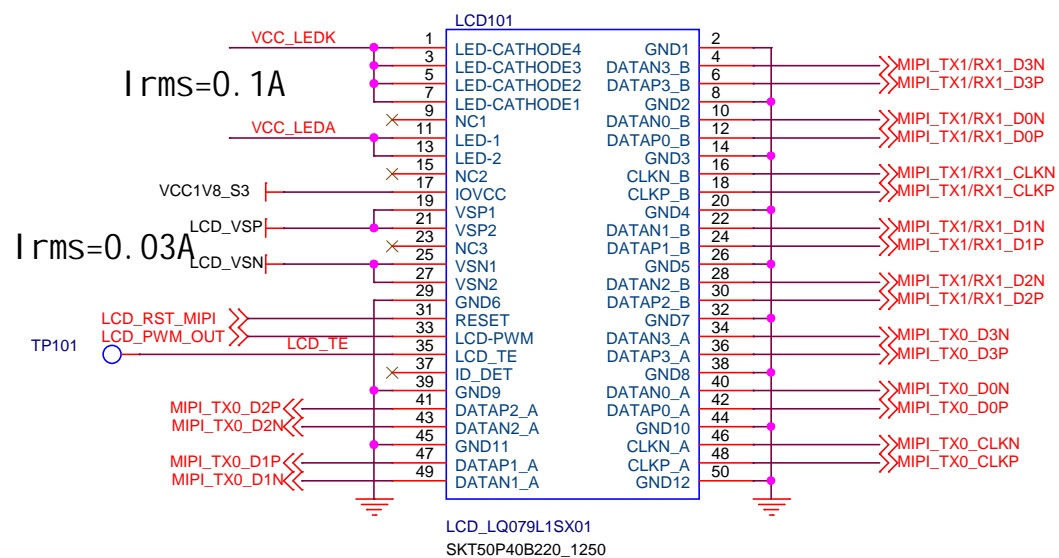 LCD101
VCC_LEDK 1 LED-CATHODE4 GND1 2
3 LED-CATHODE3 DATAN3_B 4 MIPI_TX1/RX1_D3N
Irms=0.1A 5 LED-CATHODE2 DATAP3_B 6 MIPI_TX1/RX1_D3P
7 LED-CATHODE1 GND2 8
9 NC1 DATAN0_B 10 MIPI_TX1/RX1_D0N
VCC_LEDA 11 LED-1 DATAP0_B 12 MIPI_TX1/RX1_D0P
13 LED-2 GND3 14
15 NC2 CLKN_B 16 MIPI_TX1/RX1_CLKN
VCC1V8_S3 17 IOVCC CLKP_B 18 MIPI_TX1/RX1_CLKP
19 VSP1 GND4 20
LCD_VSP 21 VSP2 DATAN1_B 22 MIPI_TX1/RX1_D1N
Irms=0.03A 23 NC3 DATAP1_B 24 MIPI_TX1/RX1_D1P
LCD_VSN 25 VSN1 GND5 26
27 VSN2 DATAN2_B 28 MIPI_TX1/RX1_D2N
29 GND6 DATAP2_B 30 MIPI_TX1/RX1_D2P
LCD_RST_MIPI 31 RESET GND7 32
LCD_PWM_OUT 33 LCD-PWM DATAN3_A 34 MIPI_TX0_D3N
TP101 LCD_TE 35 LCD_TE DATAP3_A 36 MIPI_TX0_D3P
37 ID_DET GND8 38
39 GND9 DATAN0_A 40 MIPI_TX0_D0N
MIPI_TX0_D2P 41 DATAP2_A DATAP0_A 42 MIPI_TX0_D0P
MIPI_TX0_D2N 43 DATAN2_A GND10 44
45 GND11 CLKN_A 46 MIPI_TX0_CLKN
MIPI_TX0_D1P 47 DATAP1_A CLKP_A 48 MIPI_TX0_CLKP
MIPI_TX0_D1N 49 DATAN1_A GND12 50
LCD_LQ079L1SX01
SKT50P40B220_1250